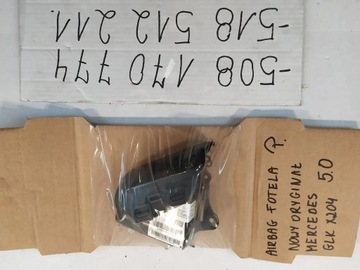 -508 170 774
-518 512 211
AIRBAG FOTELA P.
NOWY ORYGINAŁ
MERCEDES 5.0
GLK X204